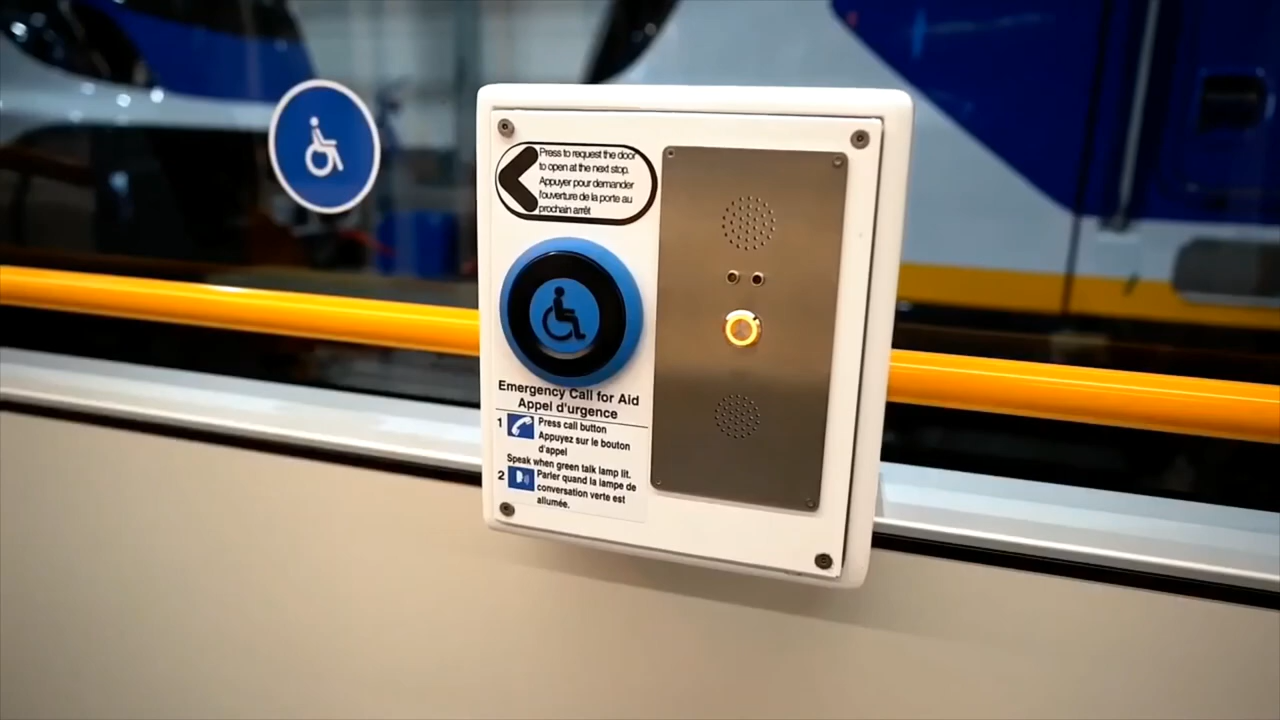 Press to request the door
to open at the next stop.
Appuyer pour demander
l'ouverture de la porte au
prochain arrêt
Emergency Call for Aid
Appel d'urgence
1 Press call button
Appuyez sur le bouton
d'appel
Speak when green talk lamp lit.
2 Parler quand la lampe de
conversation verte est
allumée.